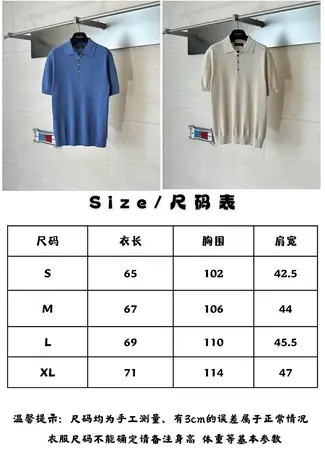 Size/尺码表
尺码 衣长 胸围 肩宽
S 65 102 42.5
M 67 106 44
L 69 110 45.5
XL 71 114 47
温馨提示：尺码均为手工测量、有3cm的误差属于正常情况
衣服尺码不能确定请备注身高 体重等基本参数